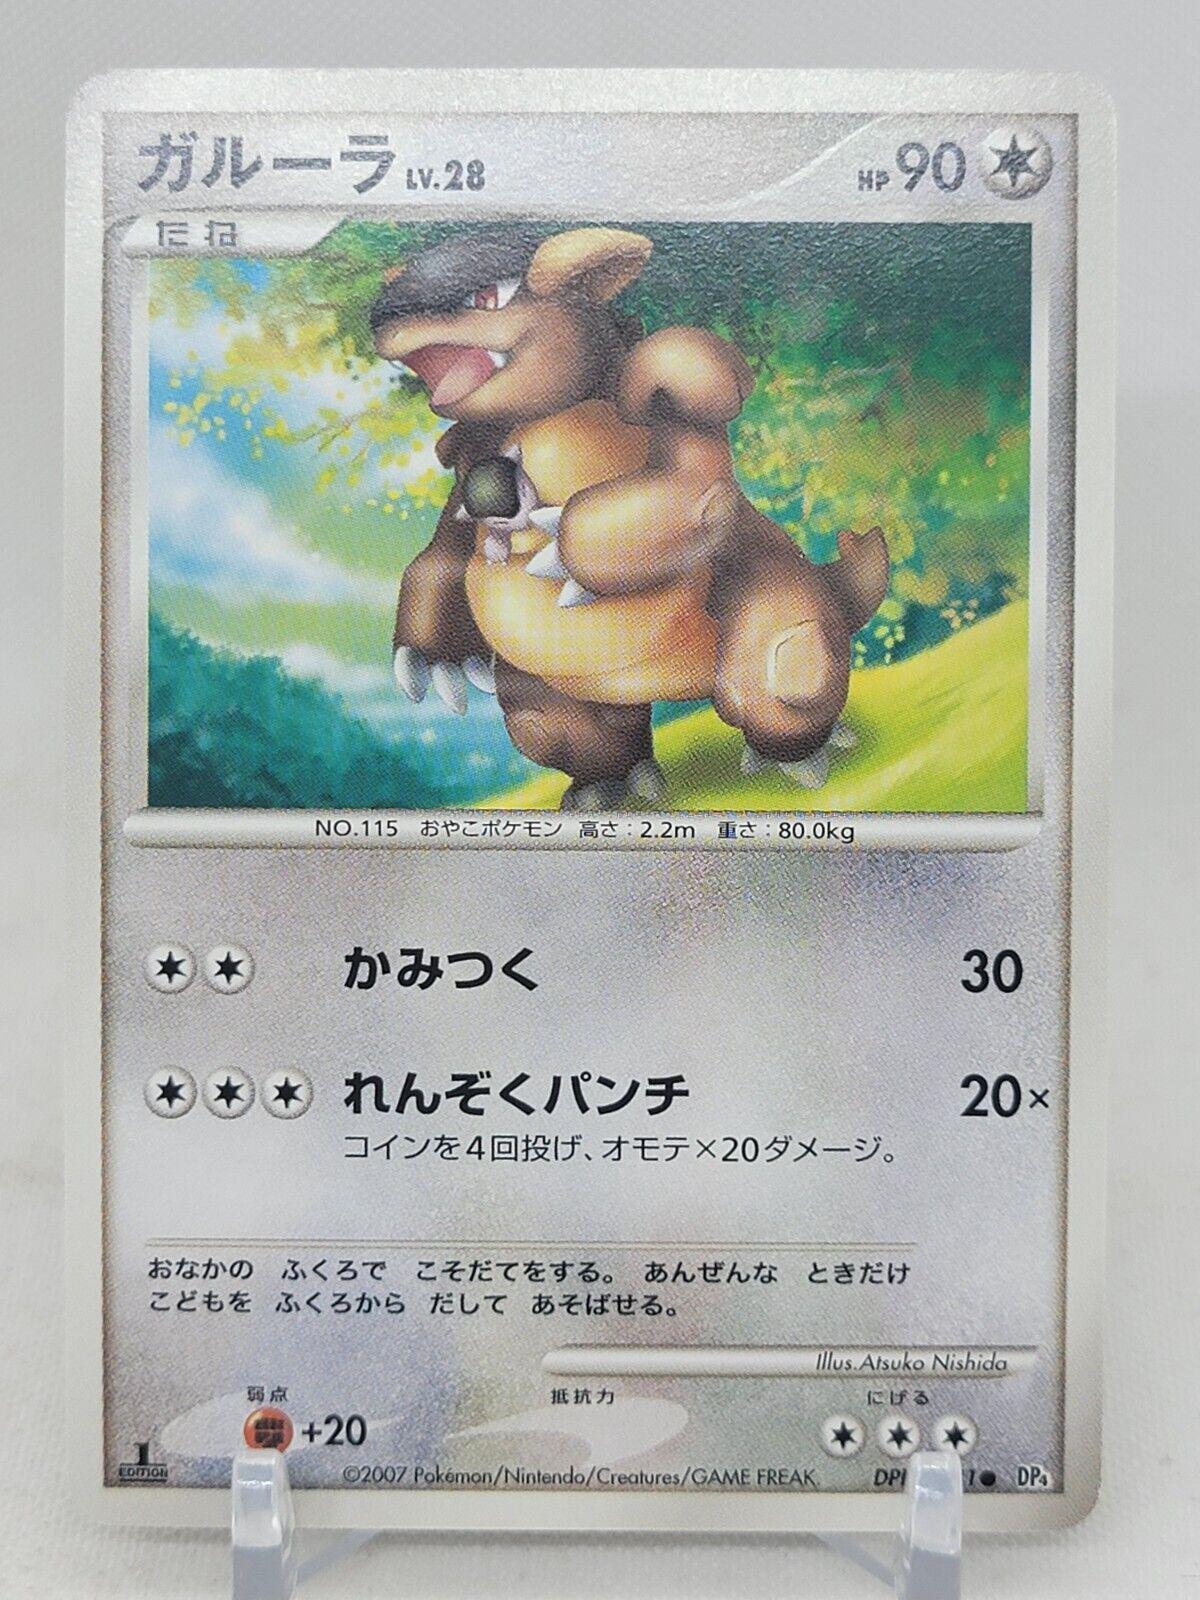 ガルーラ LV.28 HP 90
たね
NO.115 おやこポケモン 高さ:2.2m 重さ:80.0kg
かみつく 30
れんぞくパンチ 20×
コインを4回投げ、オモテ×20ダメージ。
おなかの ふくろで こそだてをする。 あんぜんな ときだけ
こどもを ふくろから だして あそばせる。
Illus.Atsuko Nishida
弱点 抵抗力 にげる
+20
1 EDITION
©2007 Pokémon/Nintendo/Creatures/GAME FREAK. DP4